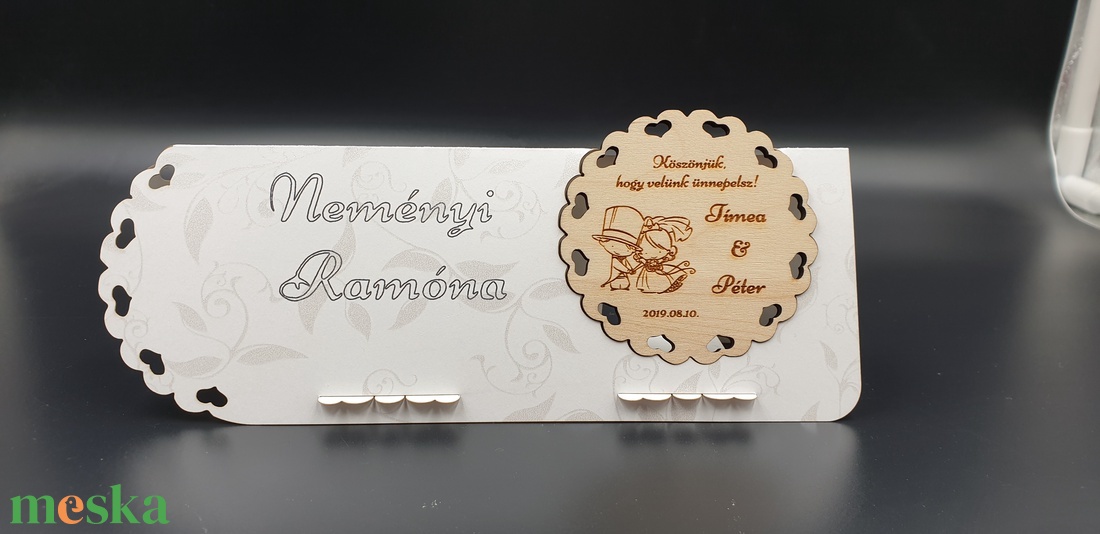 Neményi
Ramóna
Köszönjük,
hogy velünk ünnepelsz!
Tímea
&
Péter
2019.08.10.
meska